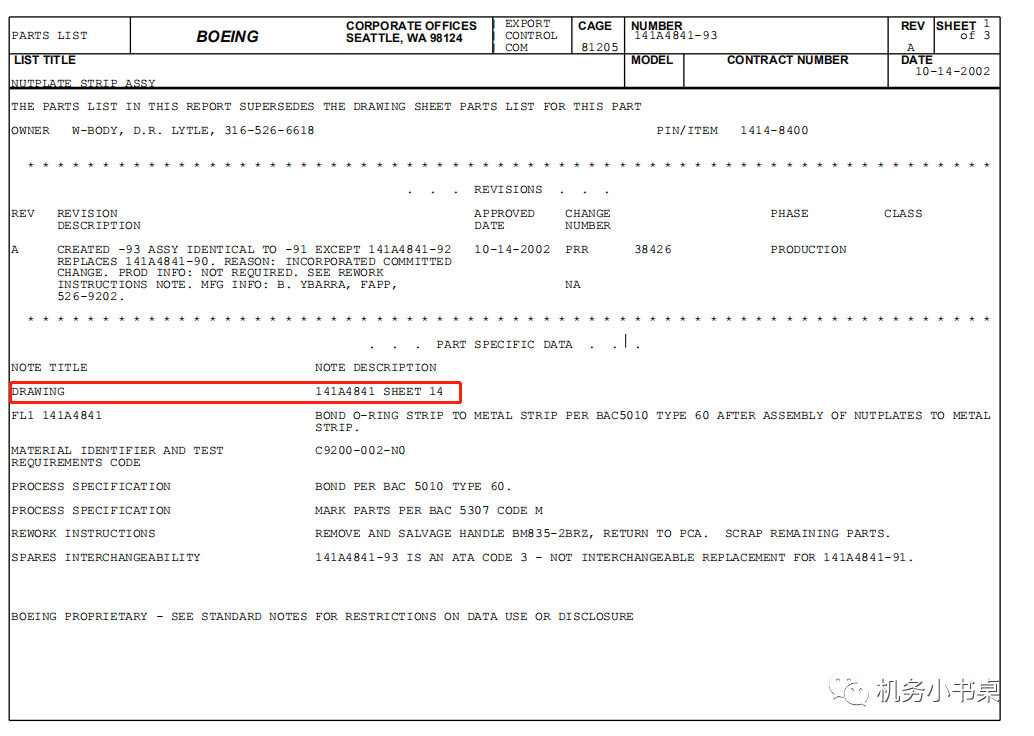 PARTS LIST
BOEING
CORPORATE OFFICES
SEATTLE, WA 98124
EXPORT
CONTROL
COM
CAGE
81205
NUMBER
141A4841-93
REV
A
SHEET 1
of 3
LIST TITLE
NUTPLATE STRIP ASSY
MODEL
CONTRACT NUMBER
DATE
10-14-2002
THE PARTS LIST IN THIS REPORT SUPERSEDES THE DRAWING SHEET PARTS LIST FOR THIS PART
OWNER W-BODY, D.R. LYTLE, 316-526-6618 PIN/ITEM 1414-8400
* * * * * * * * * * * * * * * * * * * * * * * * * * * * * * * * * * * * * * * * * * * * * * * * * * * * * * * * * * * * * * * *
. . . REVISIONS . . .
REV REVISION APPROVED CHANGE PHASE CLASS
DESCRIPTION DATE NUMBER
A CREATED -93 ASSY IDENTICAL TO -91 EXCEPT 141A4841-92 10-14-2002 PRR 38426 PRODUCTION
REPLACES 141A4841-90. REASON: INCORPORATED COMMITTED
CHANGE. PROD INFO: NOT REQUIRED. SEE REWORK
INSTRUCTIONS NOTE. MFG INFO: B. YBARRA, FAPP, NA
526-9202.
* * * * * * * * * * * * * * * * * * * * * * * * * * * * * * * * * * * * * * * * * * * * * * * * * * * * * * * * * * * * * * * *
. . . PART SPECIFIC DATA . . .
NOTE TITLE NOTE DESCRIPTION
DRAWING 141A4841 SHEET 14
FL1 141A4841 BOND O-RING STRIP TO METAL STRIP PER BAC5010 TYPE 60 AFTER ASSEMBLY OF NUTPLATES TO METAL
STRIP.
MATERIAL IDENTIFIER AND TEST C9200-002-N0
REQUIREMENTS CODE
PROCESS SPECIFICATION BOND PER BAC 5010 TYPE 60.
PROCESS SPECIFICATION MARK PARTS PER BAC 5307 CODE M
REWORK INSTRUCTIONS REMOVE AND SALVAGE HANDLE BM835-2BRZ, RETURN TO PCA. SCRAP REMAINING PARTS.
SPARES INTERCHANGEABILITY 141A4841-93 IS AN ATA CODE 3 - NOT INTERCHANGEABLE REPLACEMENT FOR 141A4841-91.
BOEING PROPRIETARY - SEE STANDARD NOTES FOR RESTRICTIONS ON DATA USE OR DISCLOSURE
机务小书桌